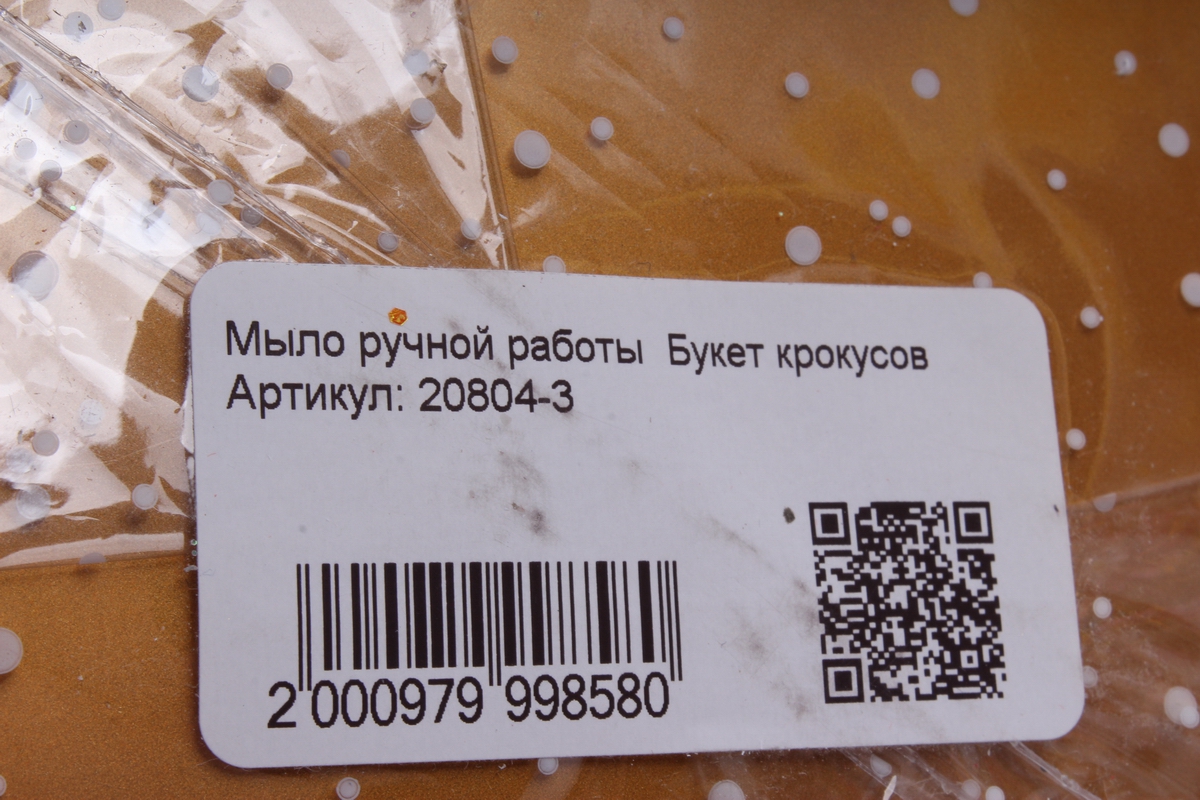 Мыло ручной работы  Букет крокусов
Артикул: 20804-3
2 000979 998580